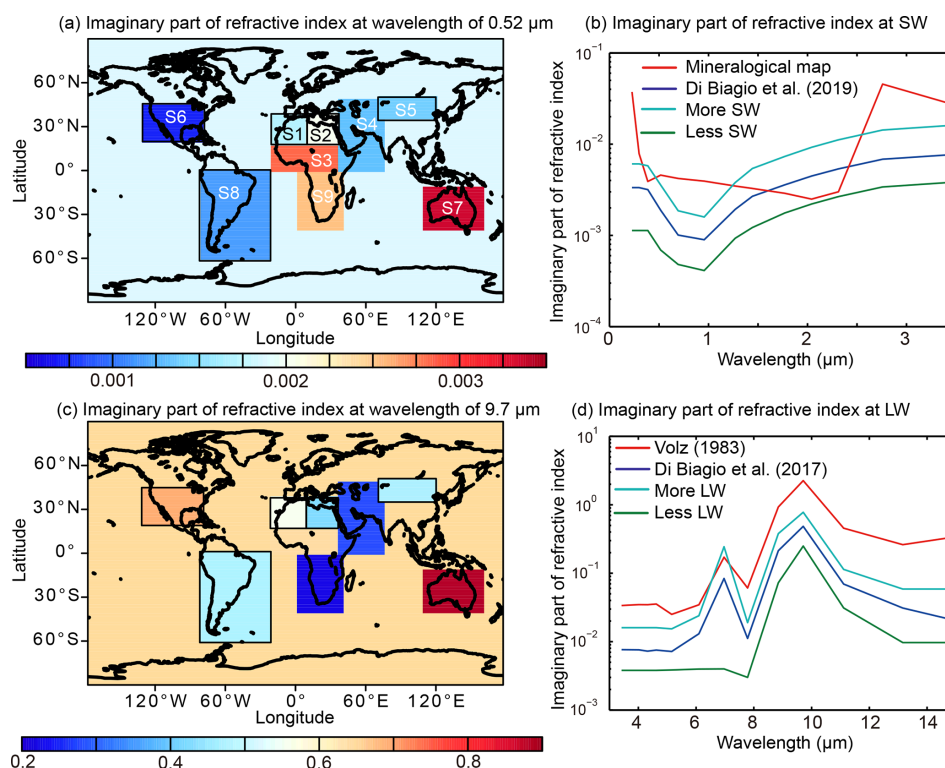 (a) Imaginary part of refractive index at wavelength of 0.52 µm
60°N
30°N
0°
30°S
60°S
Latitude
S6
S1
S2
S4
S5
S3
S8
S9
S7
120°W
60°W
0°
60°E
120°E
Longitude
0.001
0.002
0.003
(b) Imaginary part of refractive index at SW
Imaginary part of refractive index
10⁻¹
10⁻²
10⁻³
10⁻⁴
Mineralogical map
Di Biagio et al. (2019)
More SW
Less SW
0
1
2
3
Wavelength (µm)
(c) Imaginary part of refractive index at wavelength of 9.7 µm
60°N
30°N
0°
30°S
60°S
Latitude
120°W
60°W
0°
60°E
120°E
Longitude
0.2
0.4
0.6
0.8
(d) Imaginary part of refractive index at LW
Imaginary part of refractive index
10¹
10⁰
10⁻¹
10⁻²
10⁻³
Volz (1983)
Di Biagio et al. (2017)
More LW
Less LW
4
6
8
10
12
14
Wavelength (µm)